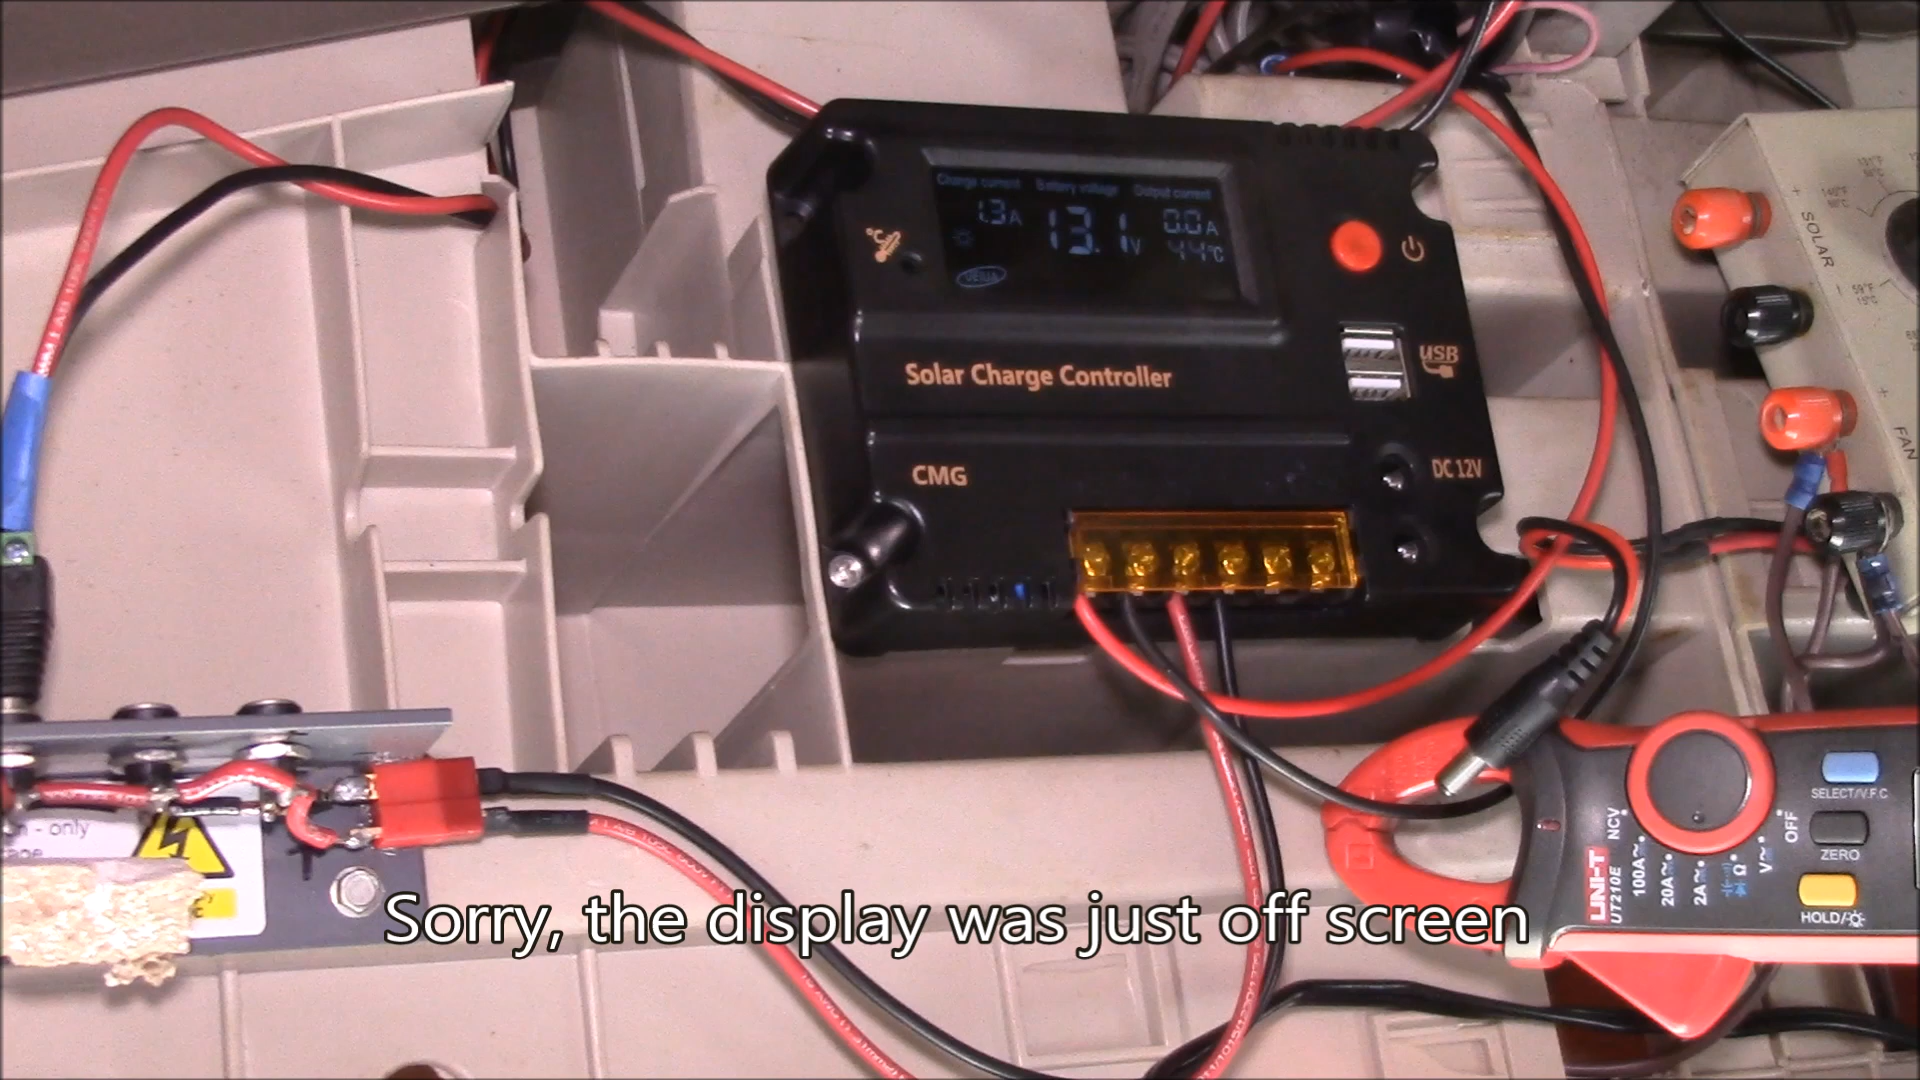 Charge current Battery voltage Output current
1.3A 13.1V 0.0A
44°C
°C
Solar Charge Controller
USB
CMG
DC 12V
SOLAR
FAN
- only
UNI-T
UT210E
NCV
100A
20A
2A
Ω
V
OFF
SELECT/V.F.C
ZERO
HOLD/
Sorry, the display was just off screen